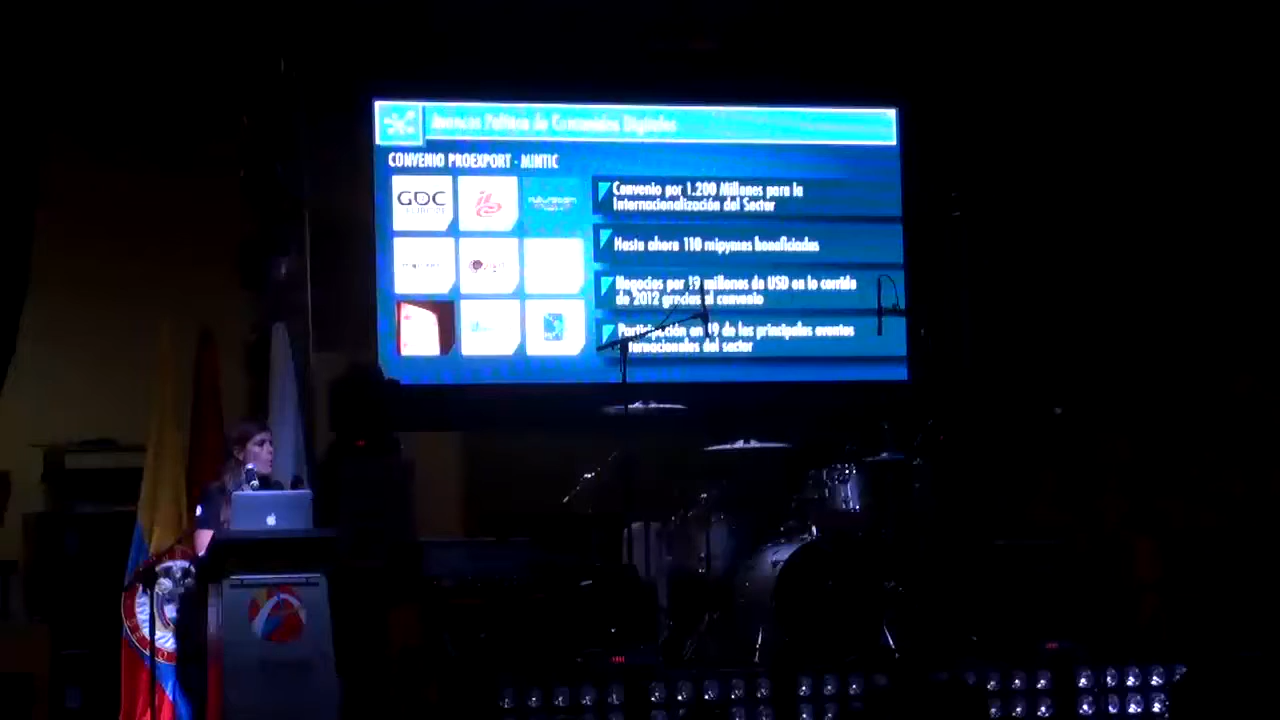 Avances Política de Contenidos Digitales
CONVENIO PROEXPORT - MINTIC
GDC
EUROPE
Convenio por 1.200 Millones para la
Internacionalización del Sector
Hasta ahora 110 mipymes beneficiadas
Negocios por 19 millones de USD en lo corrido
de 2012 gracias al convenio
Participación en 19 de los principales eventos
internacionales del sector